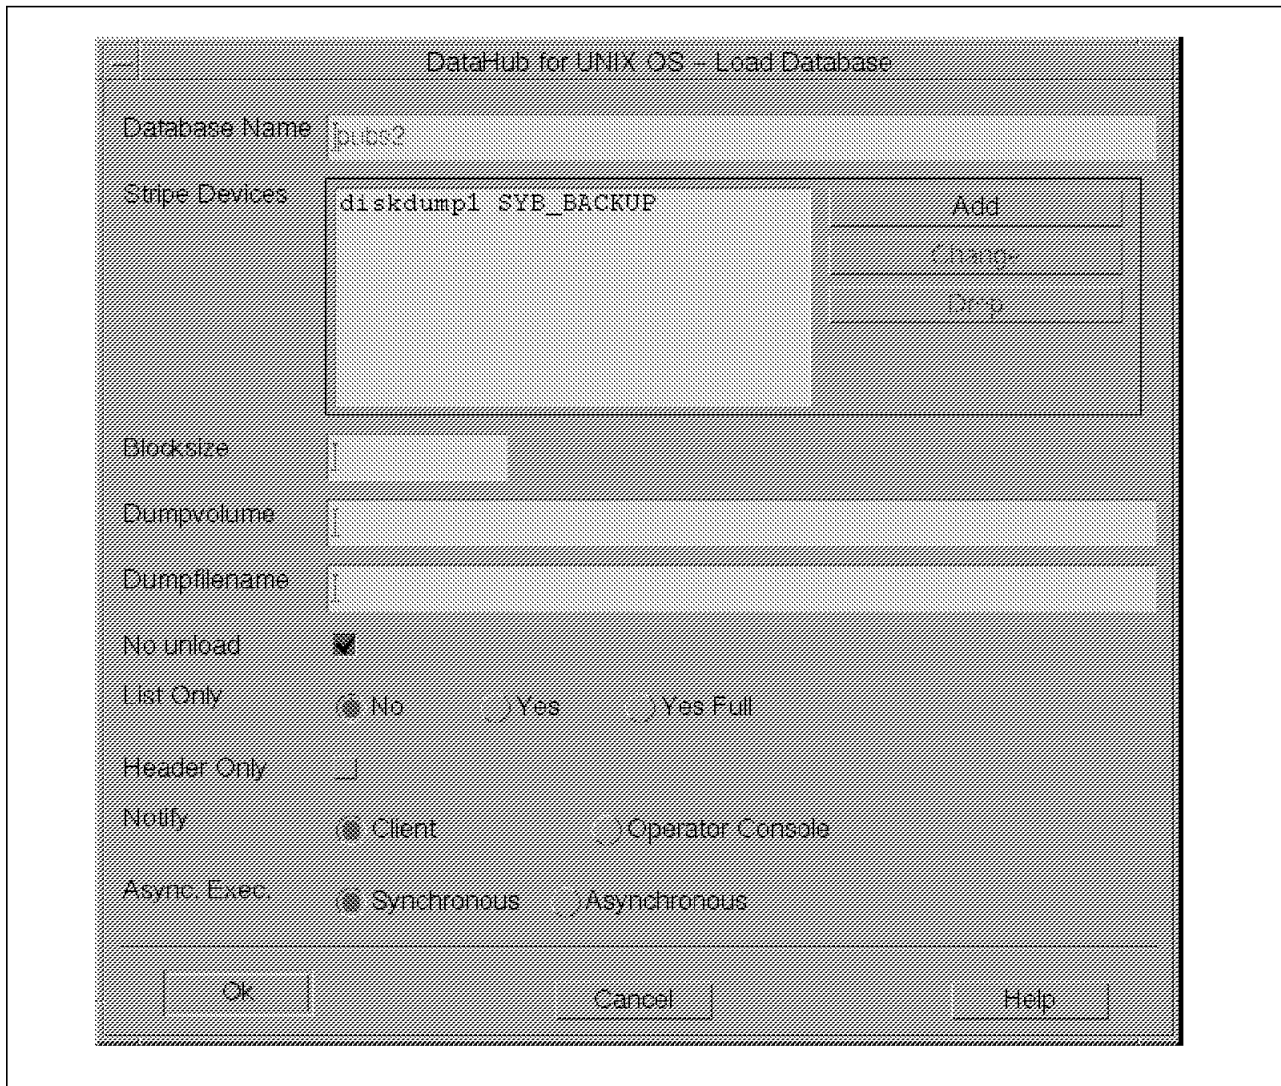 DataHub for UNIX OS – Load Database
Database Name pubs2
Stripe Devices diskdump1 SYB_BACKUP Add
Change
Drop
Blocksize
Dumpvolume
Dumpfilename
No unload
List Only No Yes Yes Full
Header Only
Notify Client Operator Console
Async. Exec. Synchronous Asynchronous
Ok Cancel Help